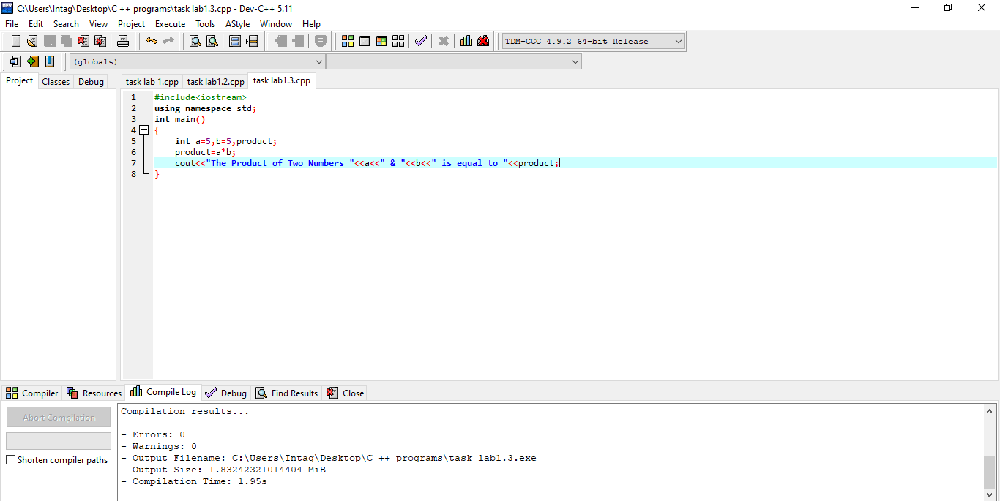 C:\Users\Intag\Desktop\C ++ programs\task lab1.3.cpp - Dev-C++ 5.11
File Edit Search View Project Execute Tools AStyle Window Help
TDM-GCC 4.9.2 64-bit Release
(globals)
Project Classes Debug task lab 1.cpp task lab1.2.cpp task lab1.3.cpp
1 #include<iostream>
2 using namespace std;
3 int main()
4 {
5 int a=5,b=5,product;
6 product=a*b;
7 cout<<"The Product of Two Numbers "<<a<<" & "<<b<<" is equal to "<<product;
8 }
Compiler Resources Compile Log Debug Find Results Close
Abort Compilation
Shorten compiler paths
Compilation results...
--------
- Errors: 0
- Warnings: 0
- Output Filename: C:\Users\Intag\Desktop\C ++ programs\task lab1.3.exe
- Output Size: 1.83242321014404 MiB
- Compilation Time: 1.95s